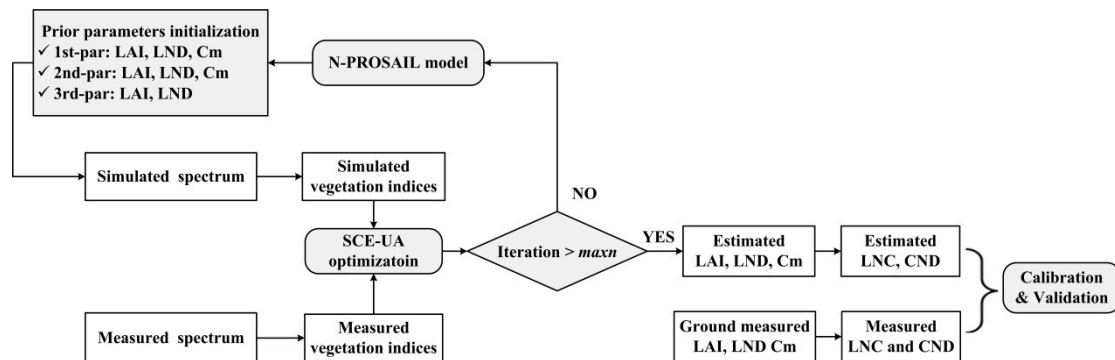 Prior parameters initialization
✓ 1st-par: LAI, LND, Cm
✓ 2nd-par: LAI, LND, Cm
✓ 3rd-par: LAI, LND
N-PROSAIL model
Simulated spectrum
Simulated
vegetation indices
NO
SCE-UA
optimizatoin
Iteration > maxn
YES
Estimated
LAI, LND, Cm
Estimated
LNC, CND
Calibration
& Validation
Measured spectrum
Measured
vegetation indices
Ground measured
LAI, LND Cm
Measured
LNC and CND